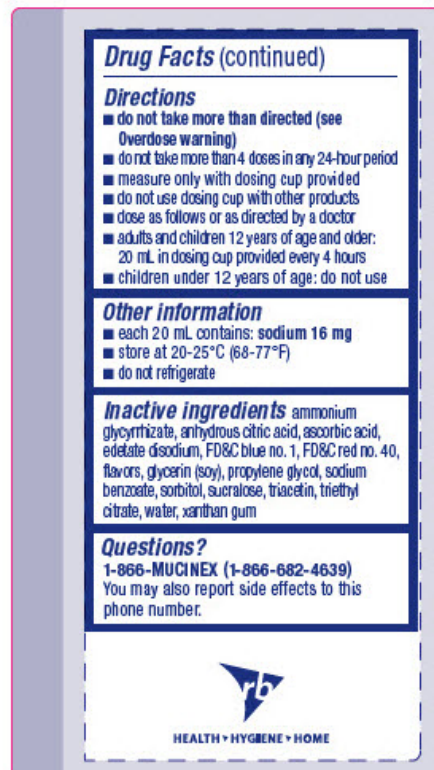 Drug Facts (continued)
Directions
■ do not take more than directed (see
Overdose warning)
■ do not take more than 4 doses in any 24-hour period
■ measure only with dosing cup provided
■ do not use dosing cup with other products
■ dose as follows or as directed by a doctor
■ adults and children 12 years of age and older:
20 mL in dosing cup provided every 4 hours
■ children under 12 years of age: do not use
Other information
■ each 20 mL contains: sodium 16 mg
■ store at 20-25°C (68-77°F)
■ do not refrigerate
Inactive ingredients ammonium
glycyrrhizate, anhydrous citric acid, ascorbic acid,
edetate disodium, FD&C blue no. 1, FD&C red no. 40,
flavors, glycerin (soy), propylene glycol, sodium
benzoate, sorbitol, sucralose, triacetin, triethyl
citrate, water, xanthan gum
Questions?
1-866-MUCINEX (1-866-682-4639)
You may also report side effects to this
phone number.
rb
HEALTH • HYGIENE • HOME